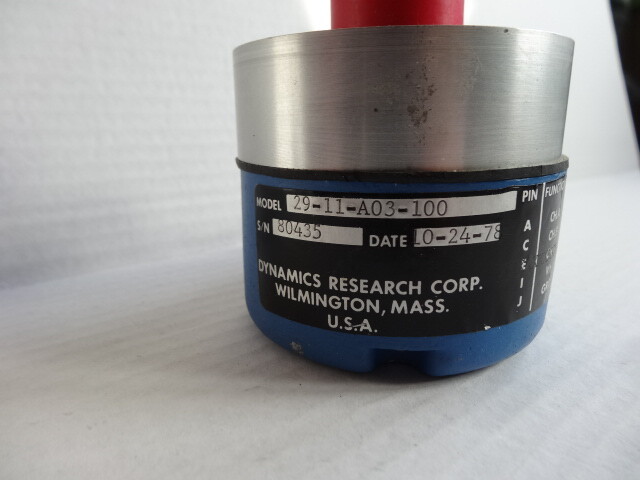 MODEL 29-11-A03-100
S/N 80435 DATE 10-24-78
DYNAMICS RESEARCH CORP.
WILMINGTON, MASS.
U.S.A.
PIN
A
C
E
I
J